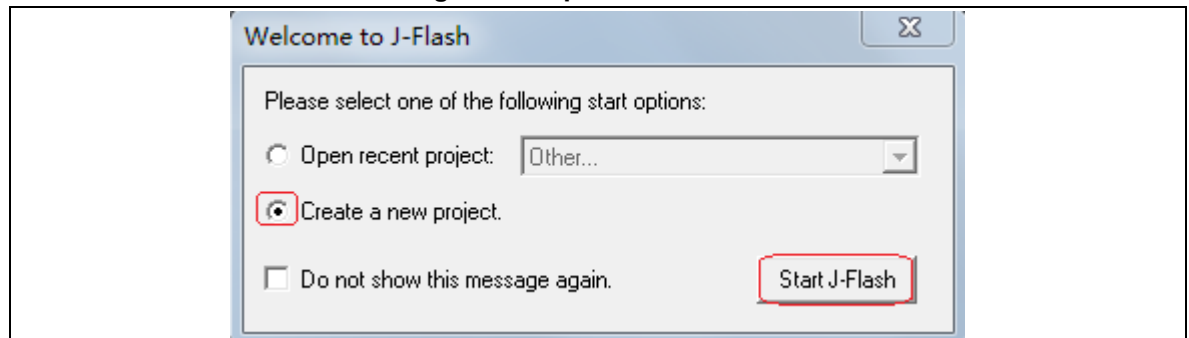 Welcome to J-Flash
Please select one of the following start options:
Open recent project: Other...
Create a new project.
Do not show this message again. Start J-Flash